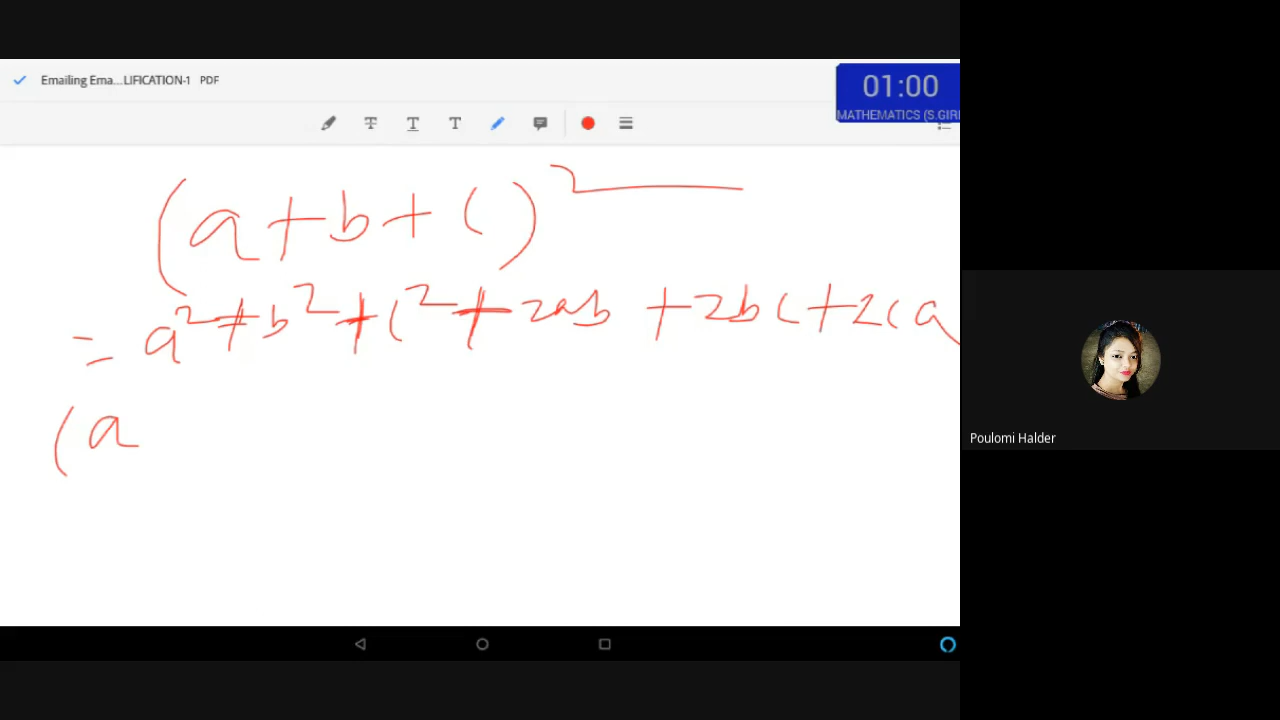 Emailing Ema...LIFICATION-1 PDF
01:00
MATHEMATICS (S.GIRI
T T T
(a+b+c)²
= a²+b²+c²+2ab+2bc+2ca
(a
Poulomi Halder